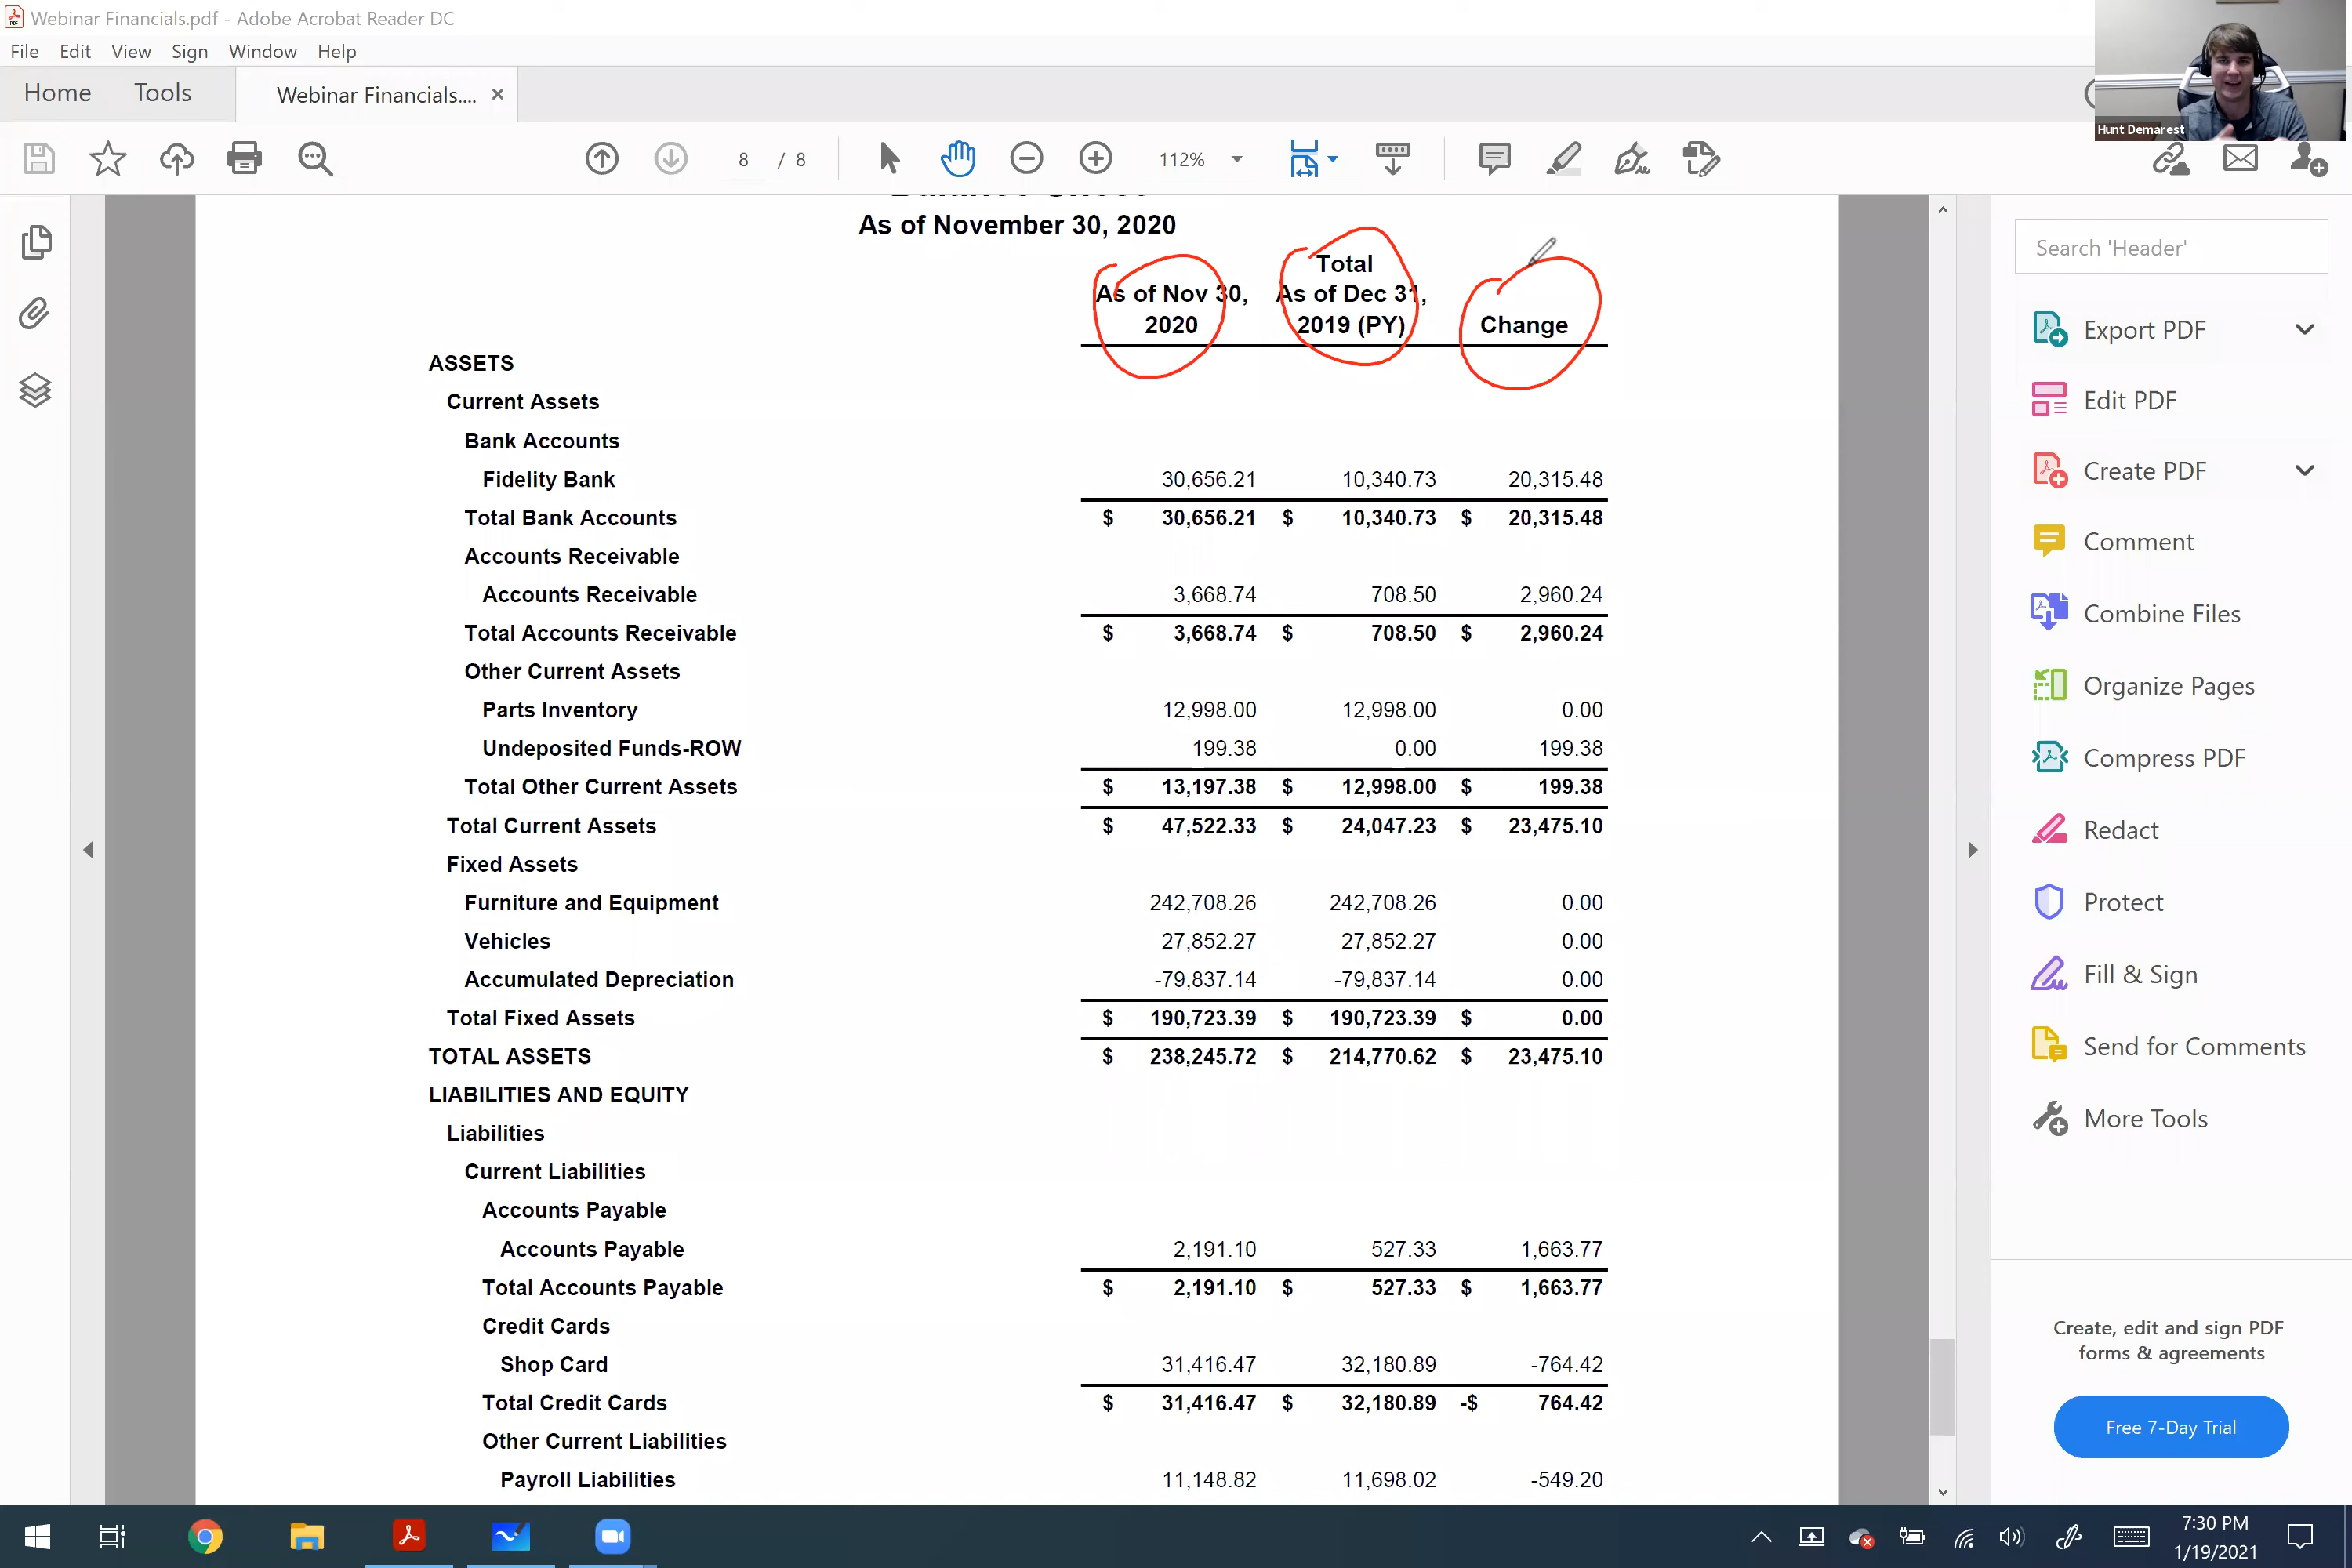 Webinar Financials.pdf - Adobe Acrobat Reader DC
File Edit View Sign Window Help
Home Tools Webinar Financials.... ×
8 / 8 112%
Hunt Demarest
As of November 30, 2020
Total
As of Nov 30, As of Dec 31,
2020 2019 (PY) Change
ASSETS
Current Assets
Bank Accounts
Fidelity Bank 30,656.21 10,340.73 20,315.48
Total Bank Accounts $ 30,656.21 $ 10,340.73 $ 20,315.48
Accounts Receivable
Accounts Receivable 3,668.74 708.50 2,960.24
Total Accounts Receivable $ 3,668.74 $ 708.50 $ 2,960.24
Other Current Assets
Parts Inventory 12,998.00 12,998.00 0.00
Undeposited Funds-ROW 199.38 0.00 199.38
Total Other Current Assets $ 13,197.38 $ 12,998.00 $ 199.38
Total Current Assets $ 47,522.33 $ 24,047.23 $ 23,475.10
Fixed Assets
Furniture and Equipment 242,708.26 242,708.26 0.00
Vehicles 27,852.27 27,852.27 0.00
Accumulated Depreciation -79,837.14 -79,837.14 0.00
Total Fixed Assets $ 190,723.39 $ 190,723.39 $ 0.00
TOTAL ASSETS $ 238,245.72 $ 214,770.62 $ 23,475.10
LIABILITIES AND EQUITY
Liabilities
Current Liabilities
Accounts Payable
Accounts Payable 2,191.10 527.33 1,663.77
Total Accounts Payable $ 2,191.10 $ 527.33 $ 1,663.77
Credit Cards
Shop Card 31,416.47 32,180.89 -764.42
Total Credit Cards $ 31,416.47 $ 32,180.89 -$ 764.42
Other Current Liabilities
Payroll Liabilities 11,148.82 11,698.02 -549.20
Search 'Header'
Export PDF
Edit PDF
Create PDF
Comment
Combine Files
Organize Pages
Compress PDF
Redact
Protect
Fill & Sign
Send for Comments
More Tools
Create, edit and sign PDF
forms & agreements
Free 7-Day Trial
7:30 PM
1/19/2021